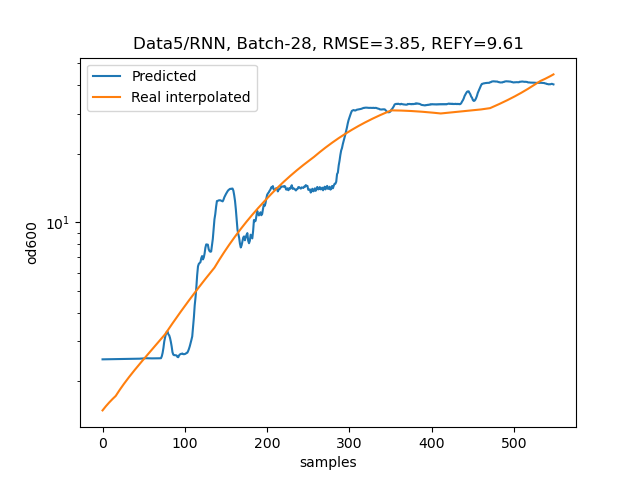 Data5/RNN, Batch-28, RMSE=3.85, REFY=9.61
Predicted
Real interpolated
od600
10¹
0 100 200 300 400 500
samples